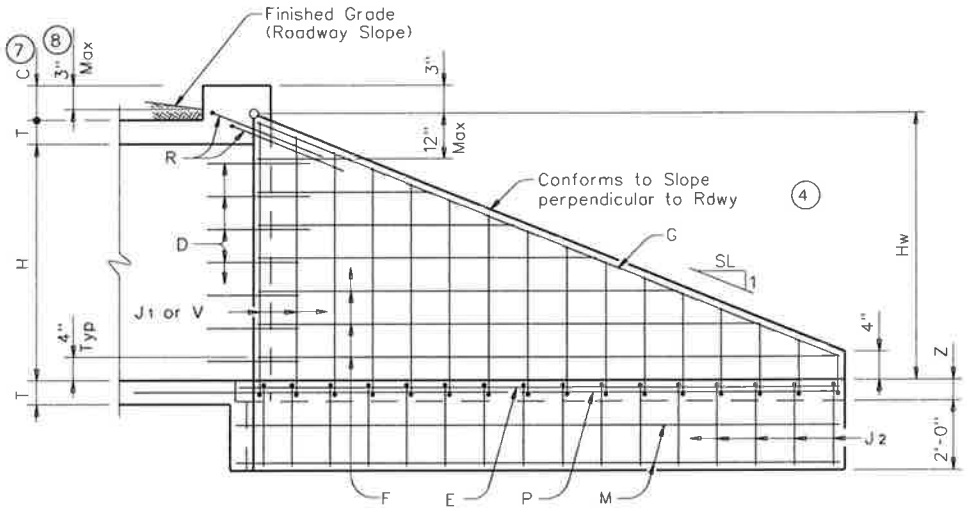 Finished Grade
(Roadway Slope)
7
8
C
3"
Max
3"
T
12"
Max
R
Conforms to Slope
perpendicular to Rdwy
4
G
D
SL
1
H
Hw
J1 or V
4"
Typ
4"
Z
T
J2
2'-0"
F
E
P
M